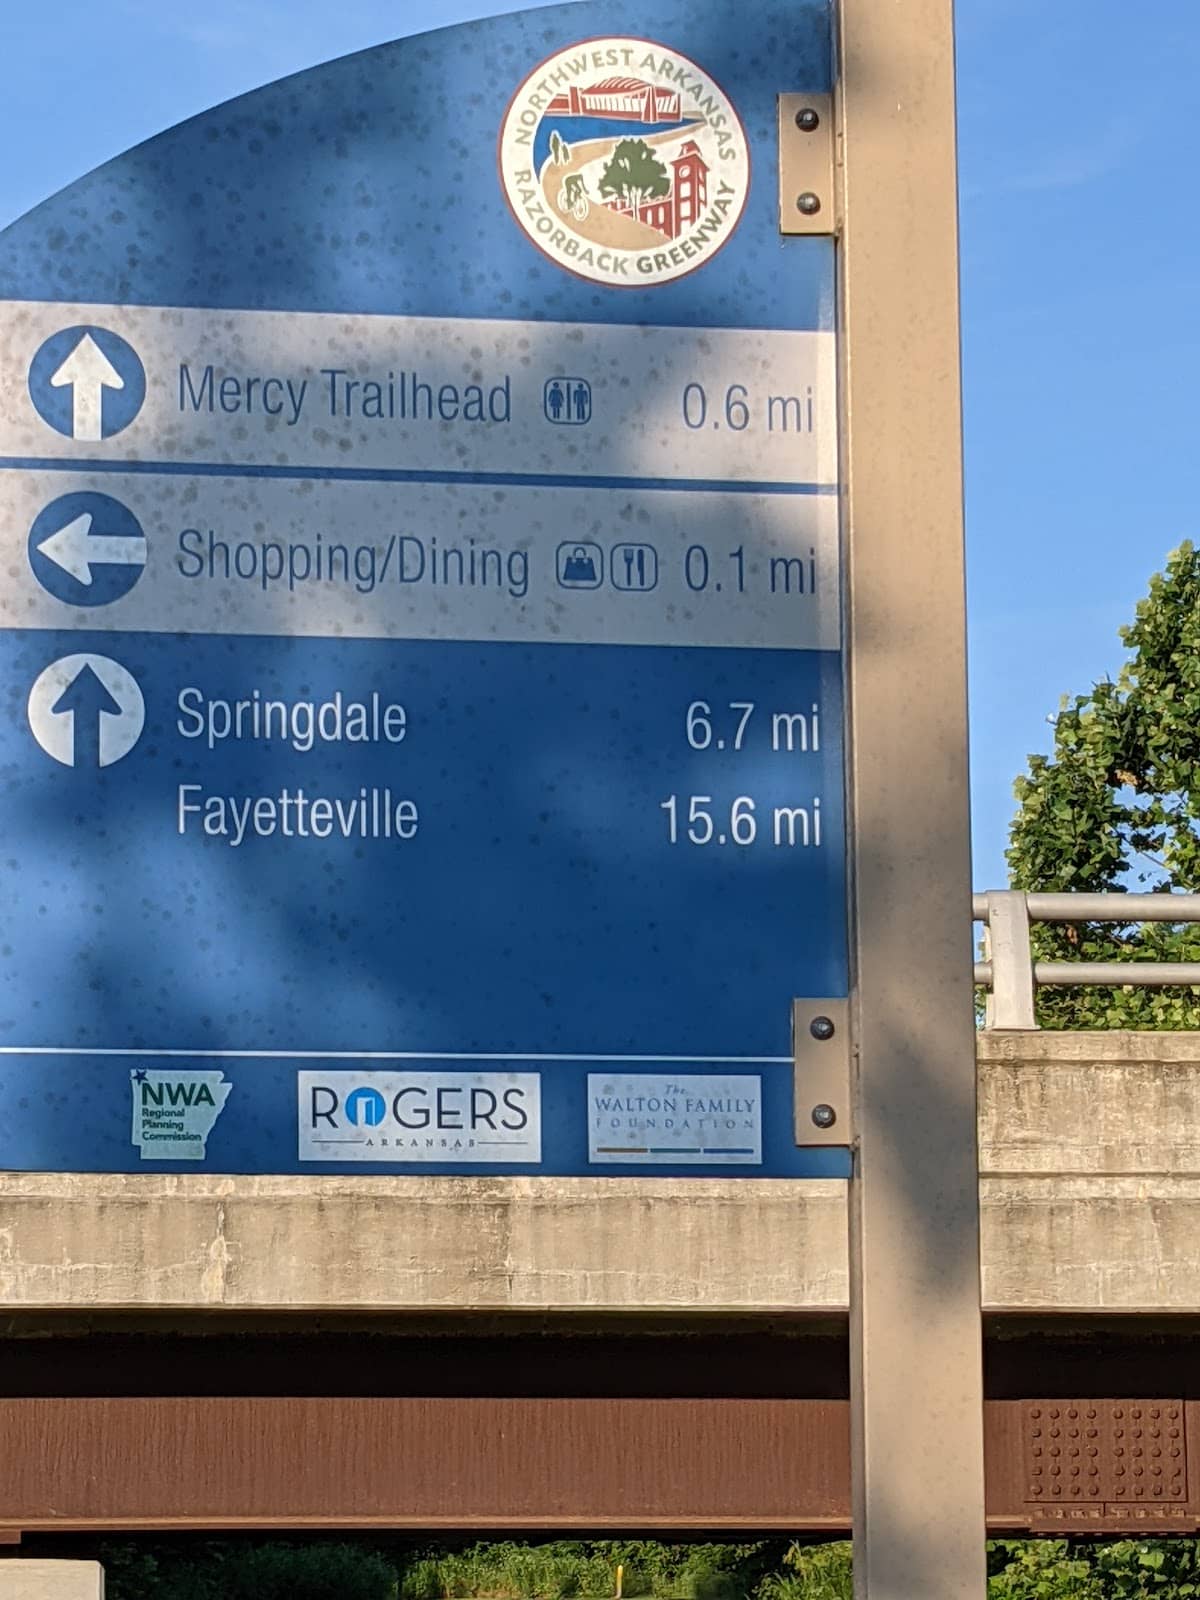 NORTHWEST ARKANSAS
RAZORBACK GREENWAY
Mercy Trailhead 0.6 mi
Shopping/Dining 0.1 mi
Springdale 6.7 mi
Fayetteville 15.6 mi
NWA
Regional
Planning
Commission
ROGERS
ARKANSAS
The
WALTON FAMILY
FOUNDATION